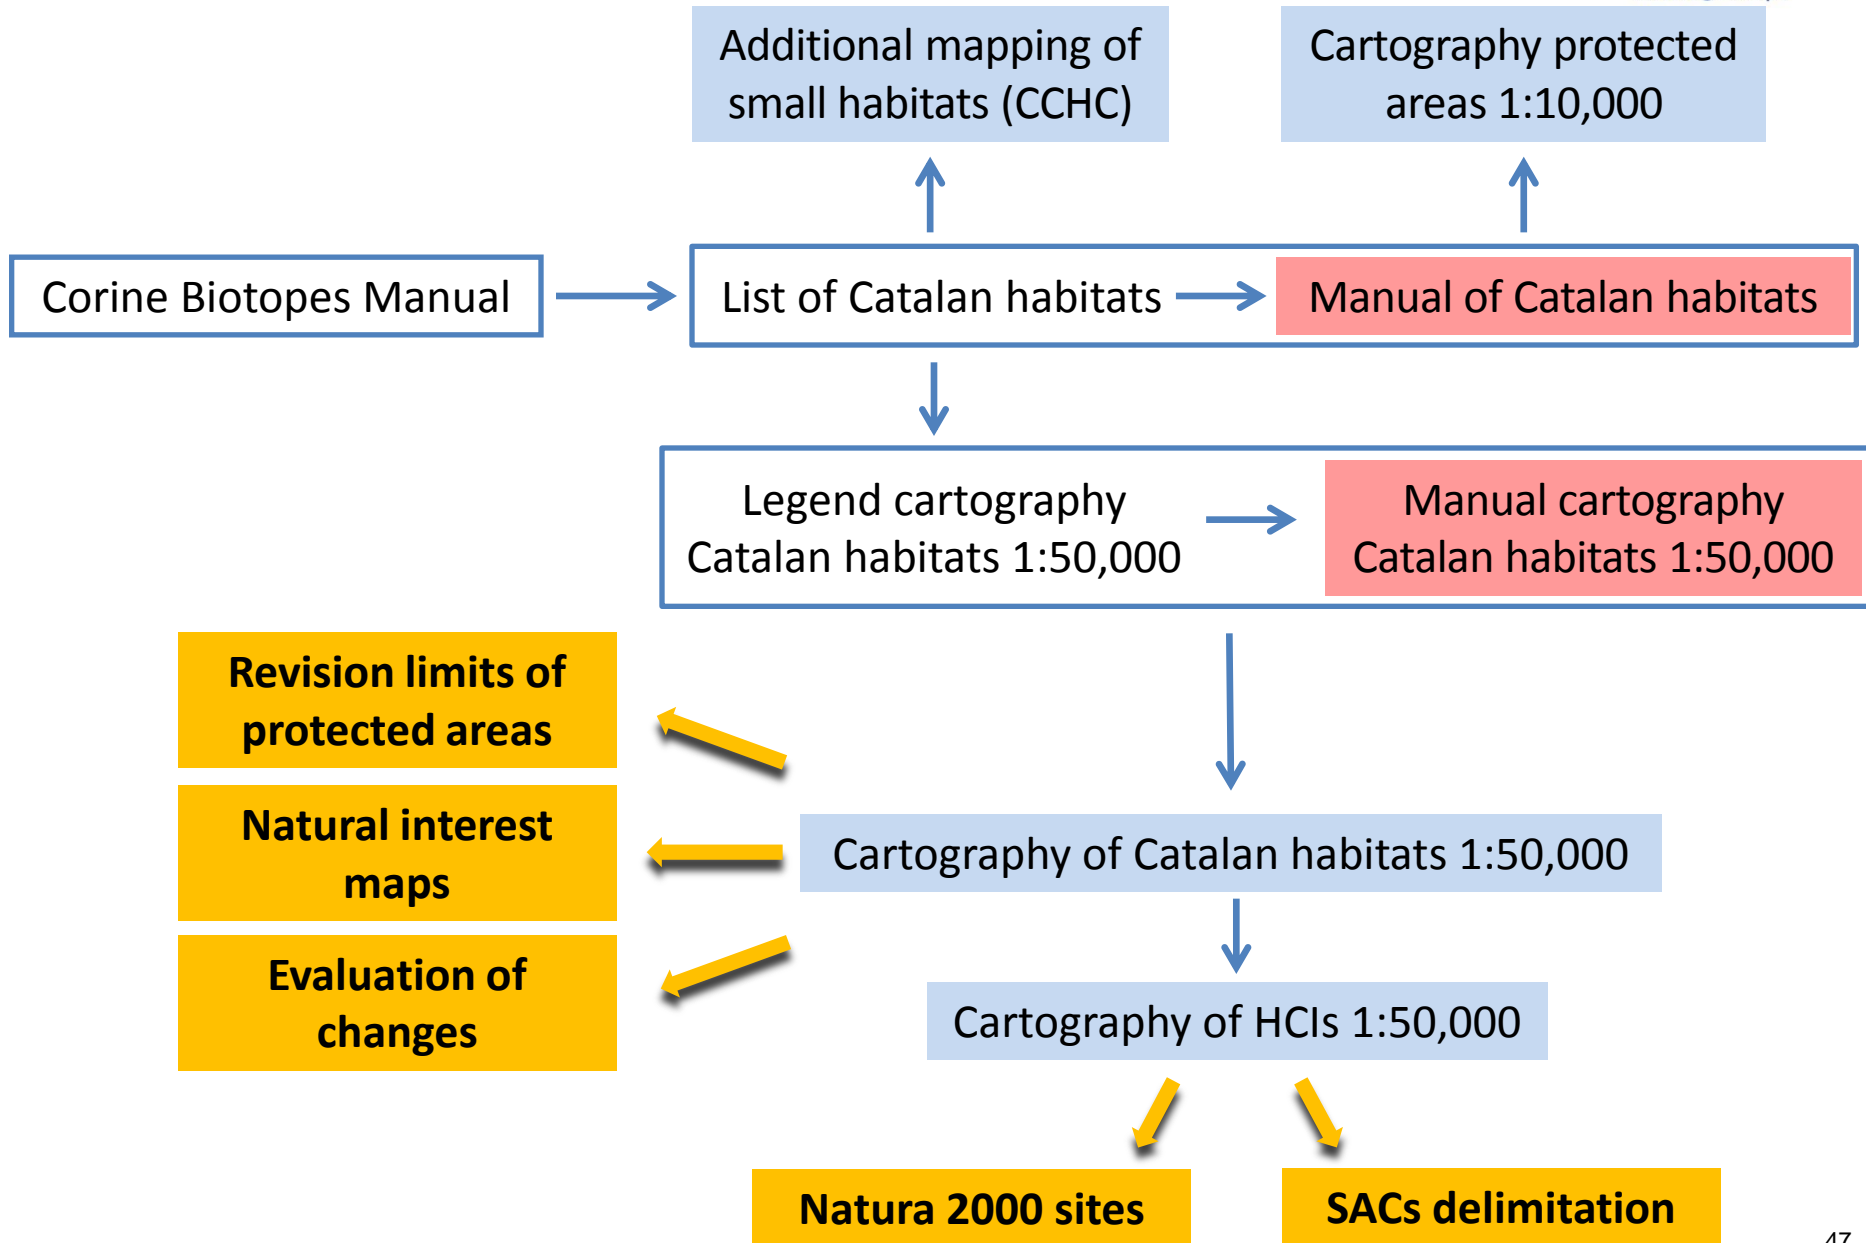 Additional mapping of
small habitats (CCHC)
Cartography protected
areas 1:10,000
Corine Biotopes Manual
List of Catalan habitats
Manual of Catalan habitats
Legend cartography
Catalan habitats 1:50,000
Manual cartography
Catalan habitats 1:50,000
Revision limits of
protected areas
Natural interest
maps
Evaluation of
changes
Cartography of Catalan habitats 1:50,000
Cartography of HCIs 1:50,000
Natura 2000 sites
SACs delimitation
47